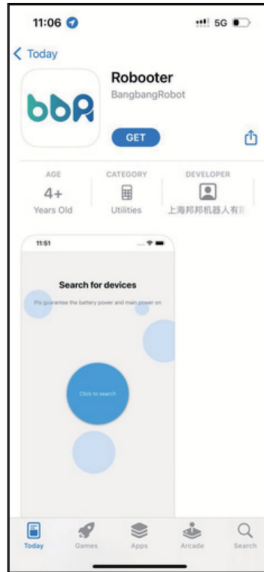 11:06
5G
Today
bbR
Robooter
BangbangRobot
GET
AGE
4+
Years Old
CATEGORY
Utilities
DEVELOPER
上海邦邦机器人有
11:51
Search for devices
Plz guarantee the battery power and main power on
Click to search
Today
Games
Apps
Arcade
Search